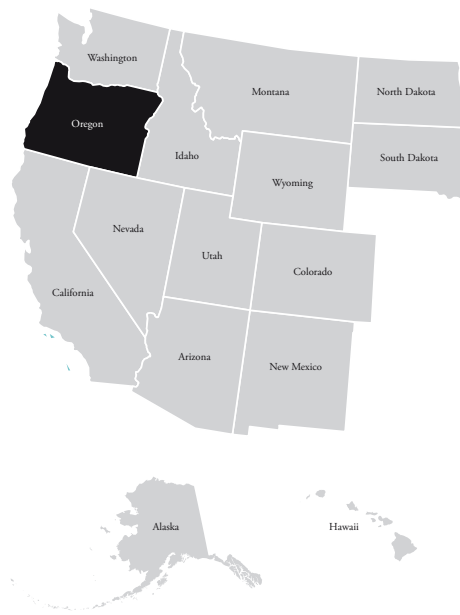 Washington
Montana
North Dakota
Oregon
Idaho
South Dakota
Wyoming
Nevada
Utah
Colorado
California
Arizona
New Mexico
Alaska
Hawaii